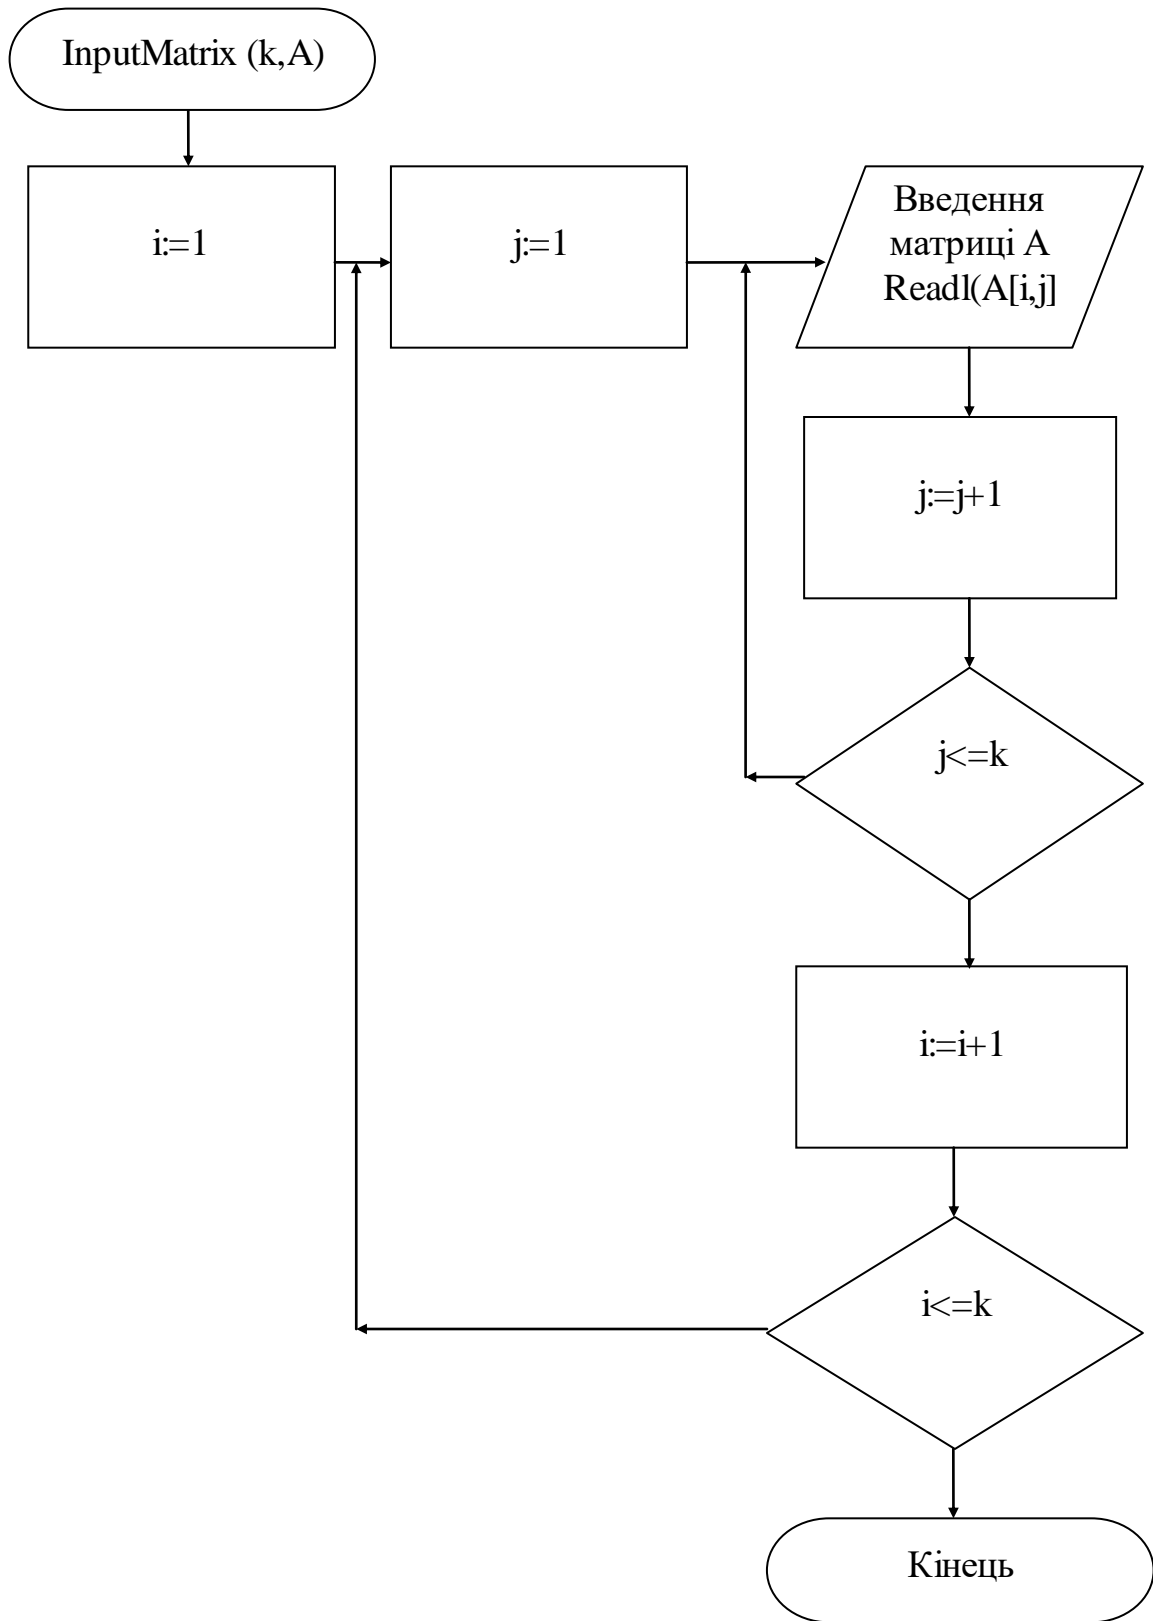 InputMatrix (k,A)
i:=1
j:=1
Введення
матриці А
Readl(A[i,j]
j:=j+1
j<=k
i:=i+1
i<=k
Кінець